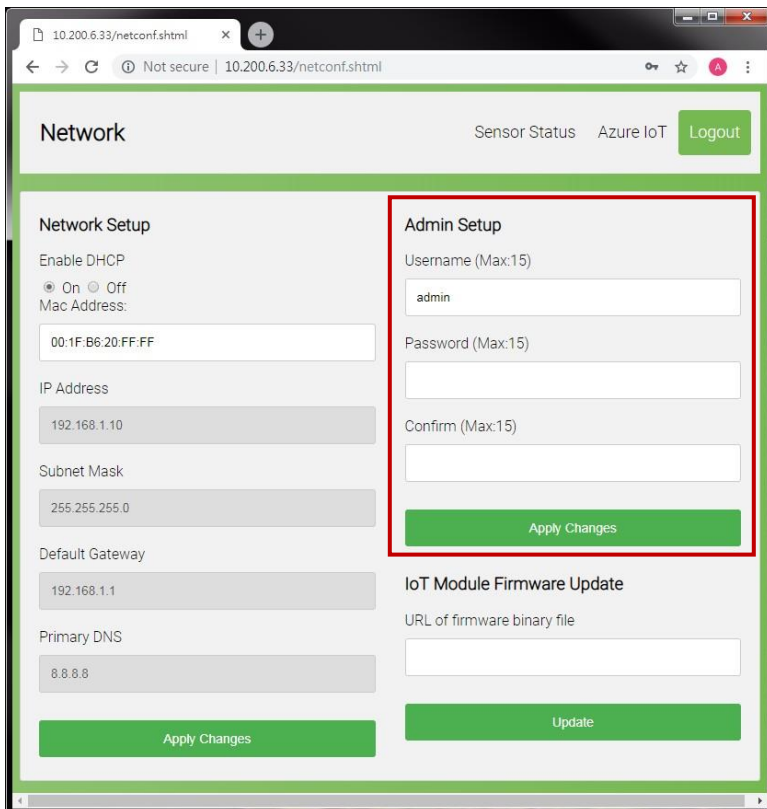 10.200.6.33/netconf.shtml
Not secure | 10.200.6.33/netconf.shtml
A
Network
Sensor Status
Azure IoT
Logout
Network Setup
Enable DHCP
On
Off
Mac Address:
00:1F:B6:20:FF:FF
IP Address
192.168.1.10
Subnet Mask
255.255.255.0
Default Gateway
192.168.1.1
Primary DNS
8.8.8.8
Apply Changes
Admin Setup
Username (Max:15)
admin
Password (Max:15)
Confirm (Max:15)
Apply Changes
IoT Module Firmware Update
URL of firmware binary file
Update